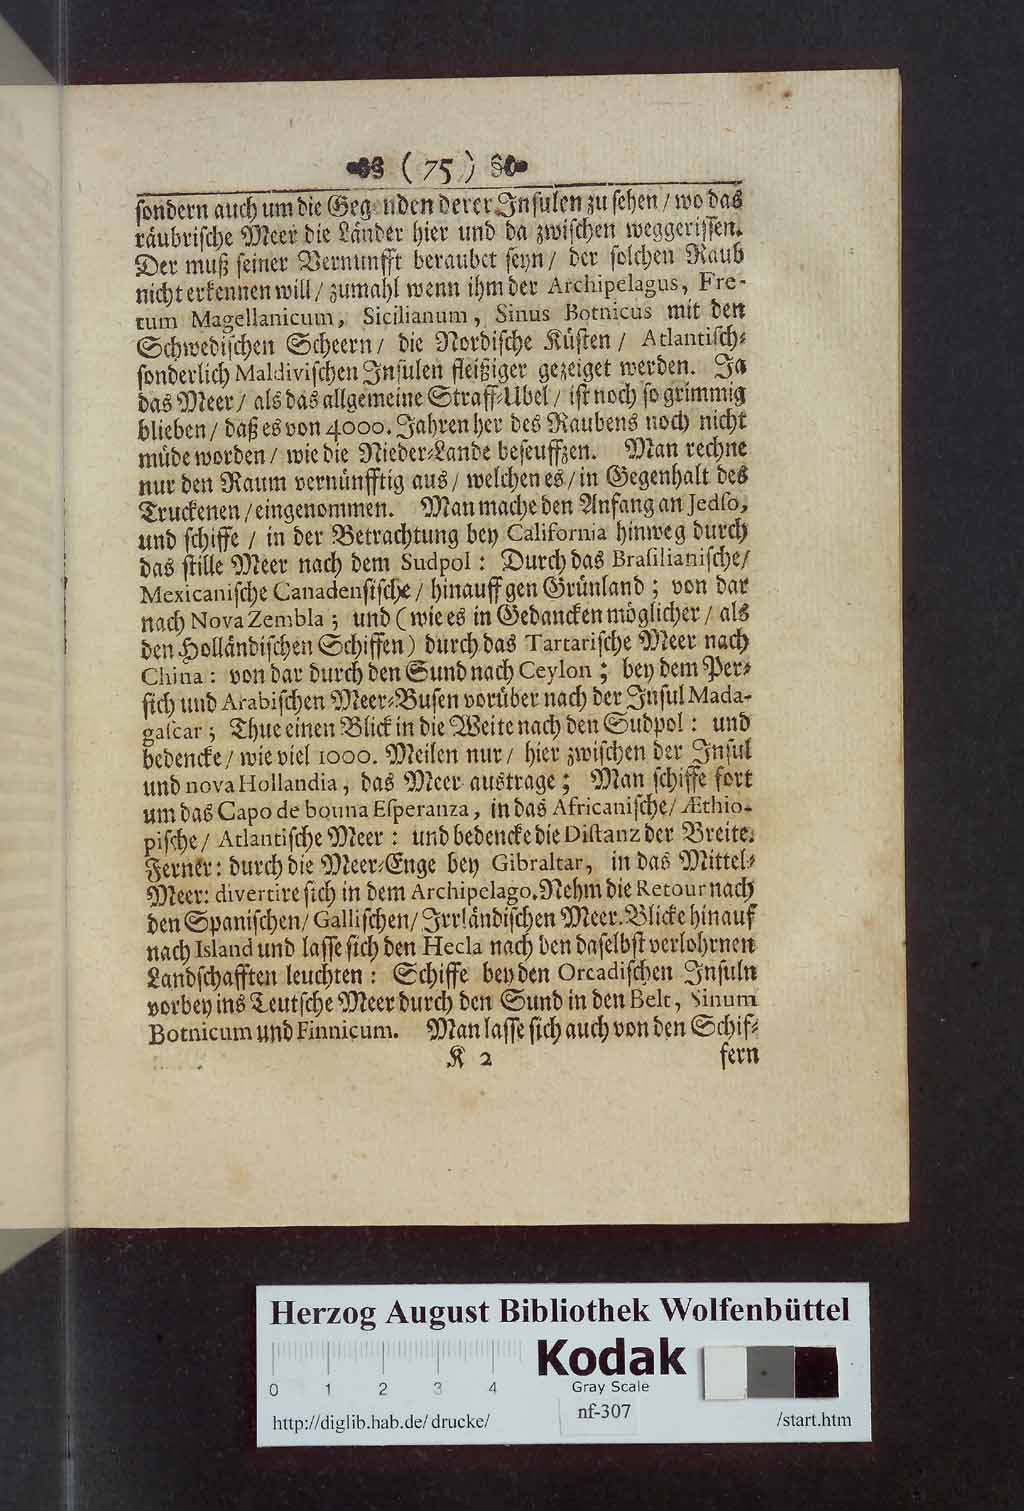 ( 75 )
sondern auch um die Gegenden derer Insulen zu sehen / wo das
räubrische Meer die Länder hier und da zwischen weggerissen.
Der muß seiner Vernunfft beraubet seyn / der solchen Raub
nicht erkennen will / zumahl wenn ihm der Archipelagus, Fre-
tum Magellanicum, Sicilianum, Sinus Botnicus mit den
Schwedischen Scheern / die Nordische Küsten / Atlantisch-
sonderlich Maldivischen Insulen fleißiger gezeiget werden. Ja
das Meer / als das allgemeine Straff-Ubel / ist noch so grimmig
blieben / daß es von 4000. Jahren her des Raubens noch nicht
müde worden / wie die Nieder-Lande beseuffzen. Man rechne
nur den Raum vernünfftig aus / welchen es / in Gegenhalt des
Truckenen / eingenommen. Man mache den Anfang an Jedso,
und schiffe / in der Betrachtung bey California hinweg durch
das stille Meer nach dem Sudpol: Durch das Brasilianische /
Mexicanische Canadensische / hinauff gen Grünland; von dar
nach Nova Zembla; und (wie es in Gedancken möglicher / als
den Holländischen Schiffen) durch das Tartarische Meer nach
China: von dar durch den Sund nach Ceylon; bey dem Per-
sich und Arabischen Meer-Busen vorüber nach der Insul Mada-
gascar; Thue einen Blick in die Weite nach den Sudpol: und
bedencke / wie viel 1000. Meilen nur / hier zwischen der Insul
und nova Hollandia, das Meer austrage; Man schiffe fort
um das Capo de bouna Esperanza, in das Africanische / Æthio-
pische / Atlantische Meer: und bedencke die Distanz der Breite.
Ferner: durch die Meer-Enge bey Gibraltar, in das Mittel-
Meer: divertire sich in dem Archipelago. Nehm die Retour nach
den Spanischen / Gallischen / Irrländischen Meer. Blicke hinauf
nach Island und lasse sich den Hecla nach den daselbst verlohrnen
Landschafften leuchten: Schiffe bey den Orcadischen Insuln
vorbey ins Teutsche Meer durch den Sund in den Belt, Sinum
Botnicum und Finnicum. Man lasse sich auch von den Schif-
K 2 fern
Herzog August Bibliothek Wolfenbüttel
Kodak
0 1 2 3 4
Gray Scale
nf-307
http://diglib.hab.de/drucke/ /start.htm